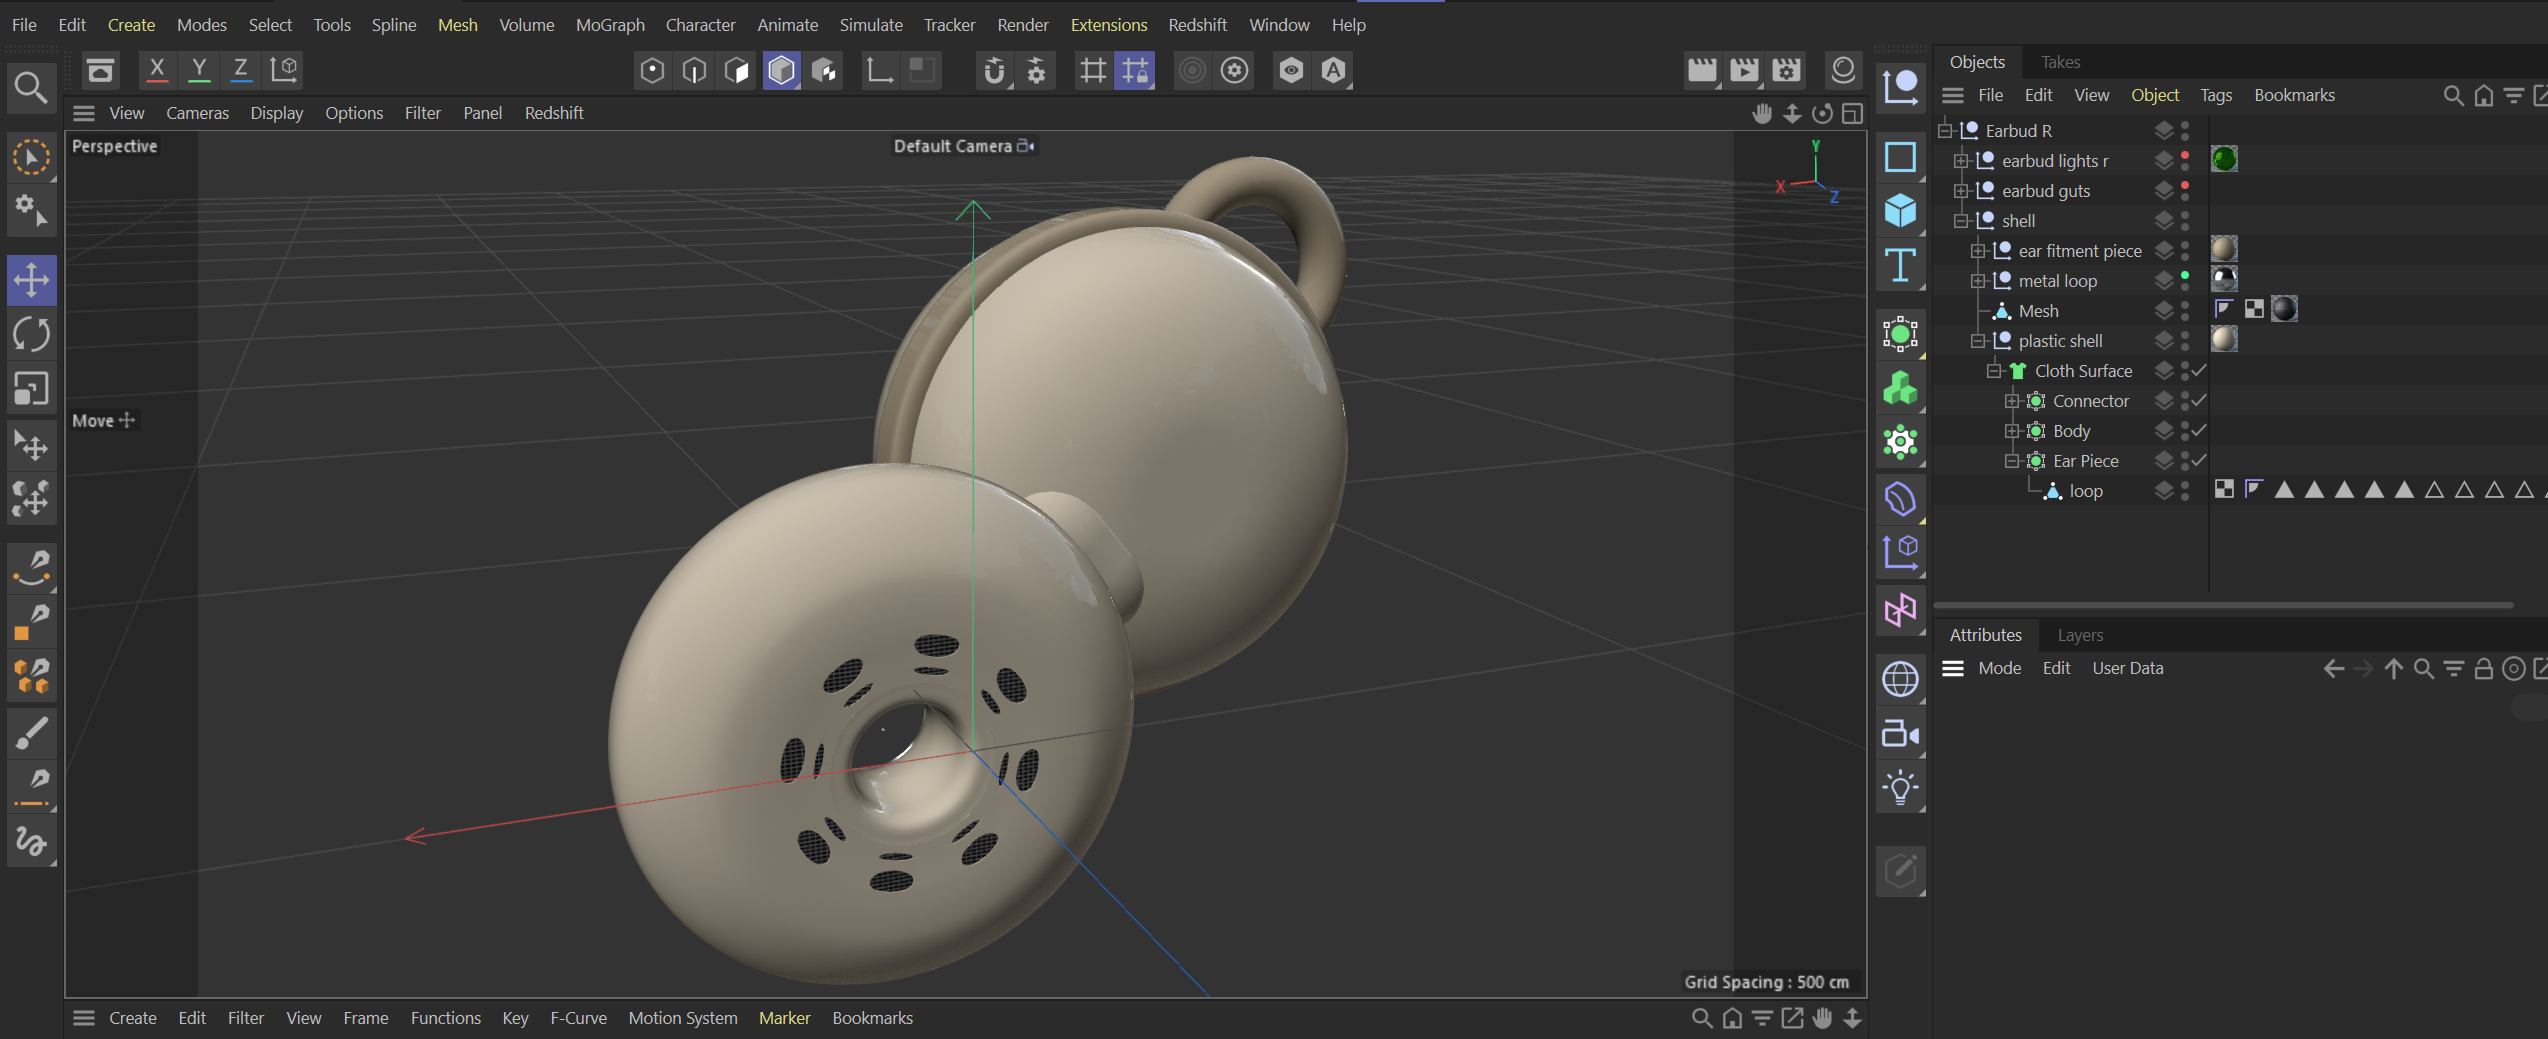 File Edit Create Modes Select Tools Spline Mesh Volume MoGraph Character Animate Simulate Tracker Render Extensions Redshift Window Help
X Y Z
View Cameras Display Options Filter Panel Redshift
Perspective
Default Camera
Y
X
Z
Move
Grid Spacing : 500 cm
Create Edit Filter View Frame Functions Key F-Curve Motion System Marker Bookmarks
Objects Takes
File Edit View Object Tags Bookmarks
Earbud R
earbud lights r
earbud guts
shell
ear fitment piece
metal loop
Mesh
plastic shell
Cloth Surface
Connector
Body
Ear Piece
loop
Attributes Layers
Mode Edit User Data